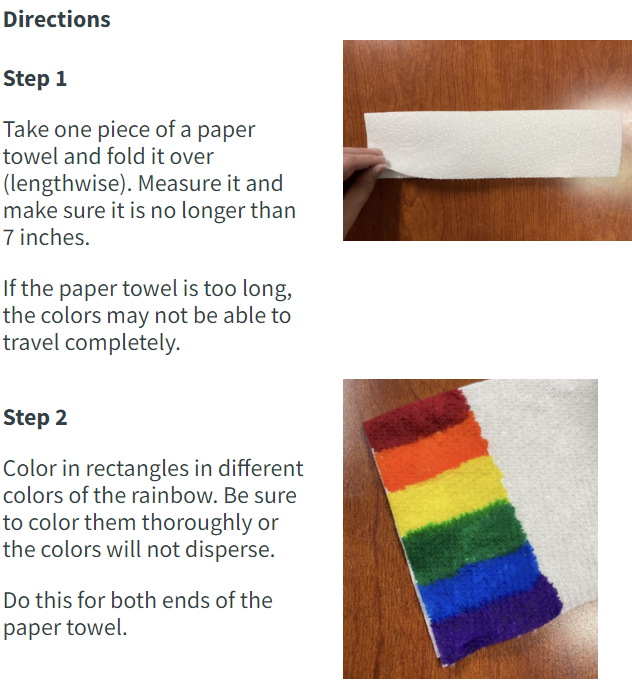 Directions
Step 1
Take one piece of a paper
towel and fold it over
(lengthwise). Measure it and
make sure it is no longer than
7 inches.
If the paper towel is too long,
the colors may not be able to
travel completely.
Step 2
Color in rectangles in different
colors of the rainbow. Be sure
to color them thoroughly or
the colors will not disperse.
Do this for both ends of the
paper towel.